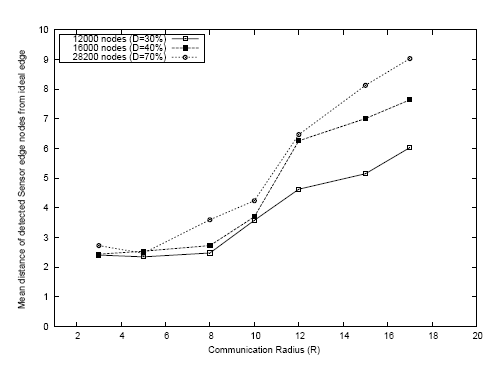 12000 nodes (D=30%)
16000 nodes (D=40%)
28200 nodes (D=70%)
Mean distance of detected Sensor edge nodes from ideal edge
10
9
8
7
6
5
4
3
2
1
0
2 4 6 8 10 12 14 16 18 20
Communication Radius (R)